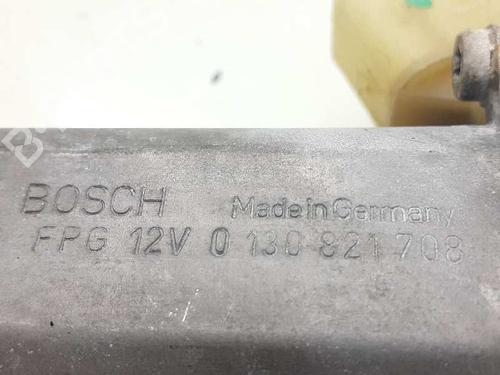 BOSCH Made in Germany
FPG 12V 0 130 821 708